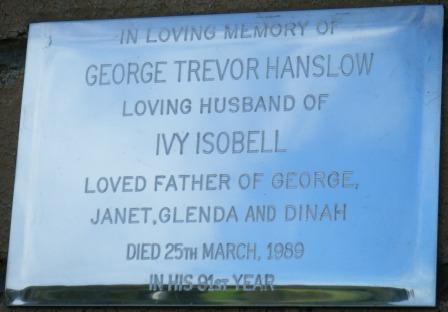 IN LOVING MEMORY OF
GEORGE TREVOR HANSLOW
LOVING HUSBAND OF
IVY ISOBELL
LOVED FATHER OF GEORGE,
JANET, GLENDA AND DINAH
DIED 25TH MARCH, 1989
IN HIS 91ST YEAR